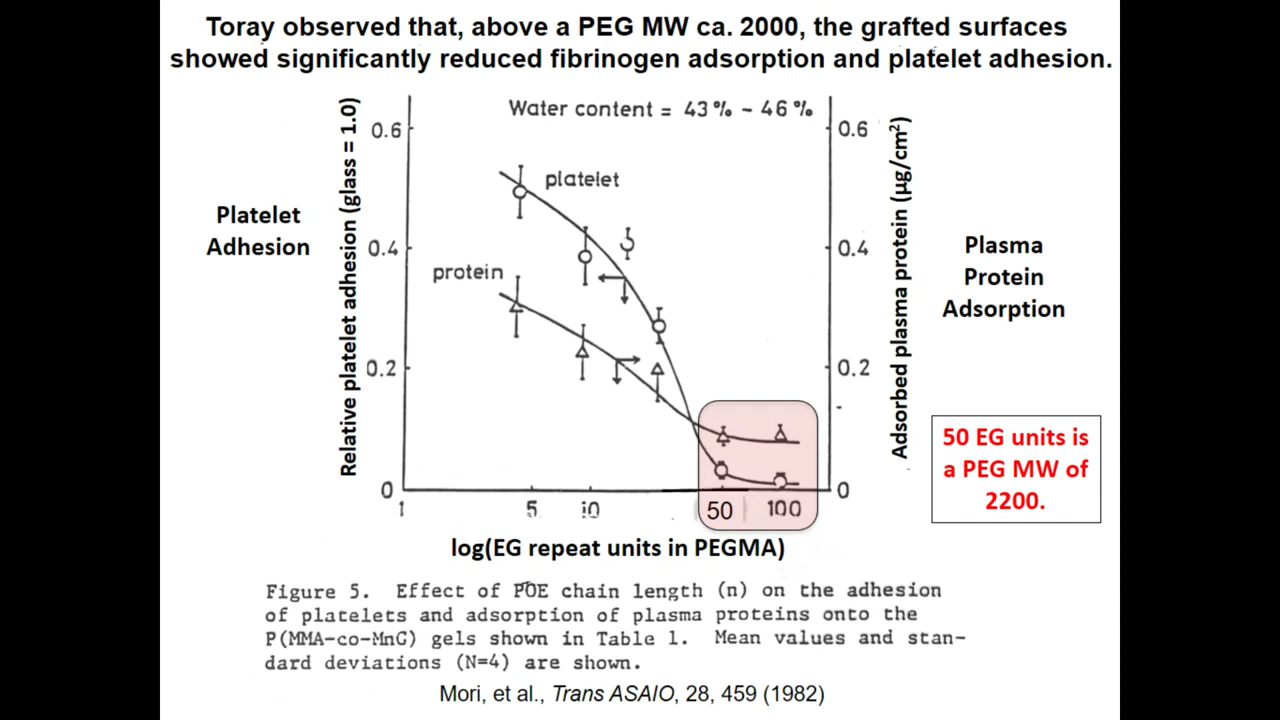 Toray observed that, above a PEG MW ca. 2000, the grafted surfaces
showed significantly reduced fibrinogen adsorption and platelet adhesion.
Water content = 43% - 46%
0.6
0.6
platelet
Platelet
Adhesion
Relative platelet adhesion (glass = 1.0)
0.4
0.4
Adsorbed plasma protein (µg/cm²)
Plasma
Protein
Adsorption
protein
0.2
0.2
50 EG units is
a PEG MW of
2200.
0
0
1
5
10
50
100
log(EG repeat units in PEGMA)
Figure 5. Effect of POE chain length (n) on the adhesion
of platelets and adsorption of plasma proteins onto the
P(MMA-co-MnG) gels shown in Table 1. Mean values and stan-
dard deviations (N=4) are shown.
Mori, et al., Trans ASAIO, 28, 459 (1982)